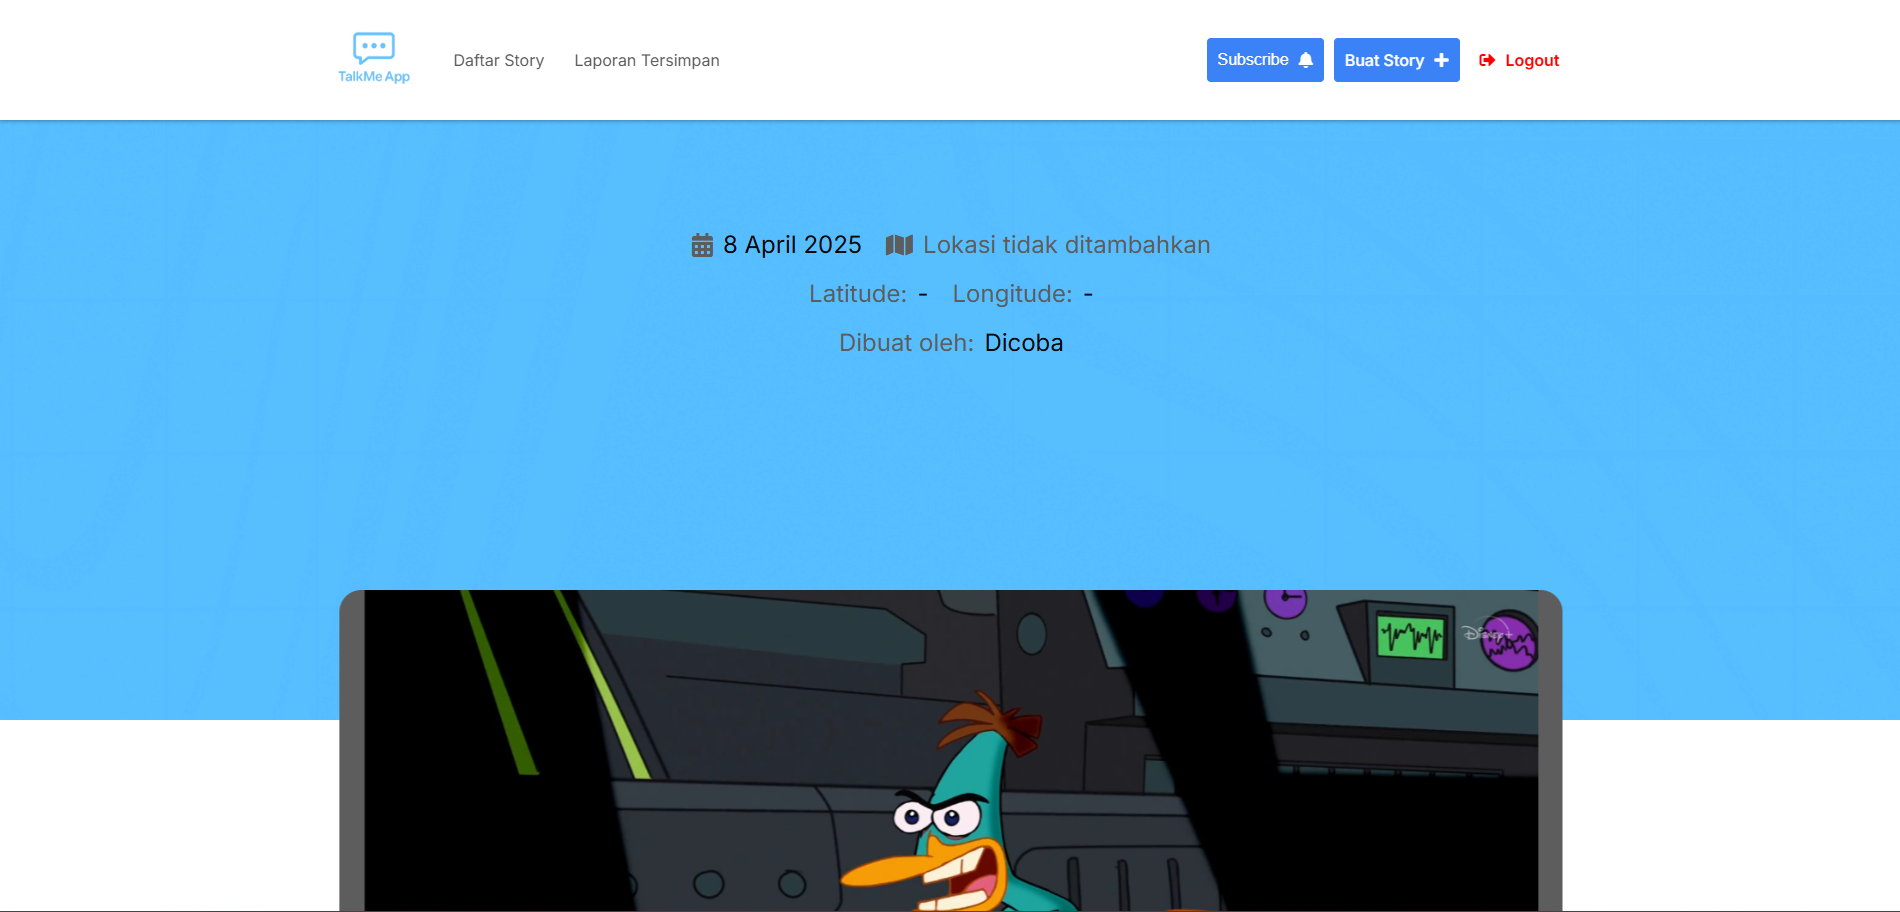 TalkMe App
Daftar Story
Laporan Tersimpan
Subscribe
Buat Story
Logout
8 April 2025 Lokasi tidak ditambahkan
Latitude: - Longitude: -
Dibuat oleh: Dicoba
Disney+